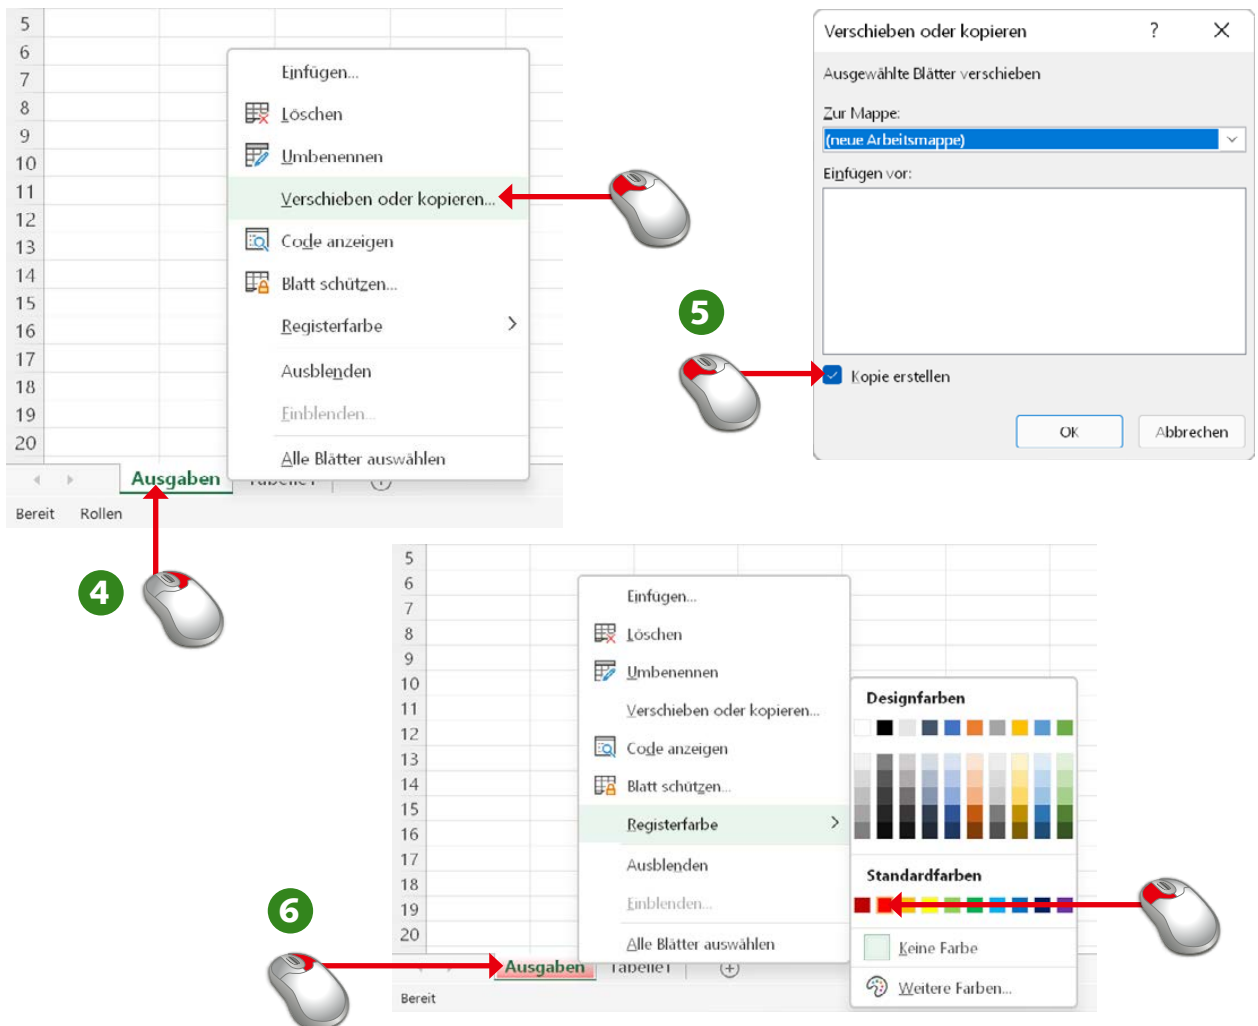 5
6
7
8
9
10
11
12
13
14
15
16
17
18
19
20
Einfügen...
Löschen
Umbenennen
Verschieben oder kopieren...
Code anzeigen
Blatt schützen...
Registerfarbe
Ausblenden
Einblenden...
Alle Blätter auswählen
Ausgaben Tabelle1
Bereit Rollen
4
Verschieben oder kopieren ?
Ausgewählte Blätter verschieben
Zur Mappe:
(neue Arbeitsmappe)
Einfügen vor:
Kopie erstellen
OK Abbrechen
5
5
6
7
8
9
10
11
12
13
14
15
16
17
18
19
20
Einfügen...
Löschen
Umbenennen
Verschieben oder kopieren...
Code anzeigen
Blatt schützen...
Registerfarbe
Ausblenden
Einblenden...
Alle Blätter auswählen
Designfarben
Standardfarben
Keine Farbe
Weitere Farben...
6
Ausgaben Tabelle1
Bereit